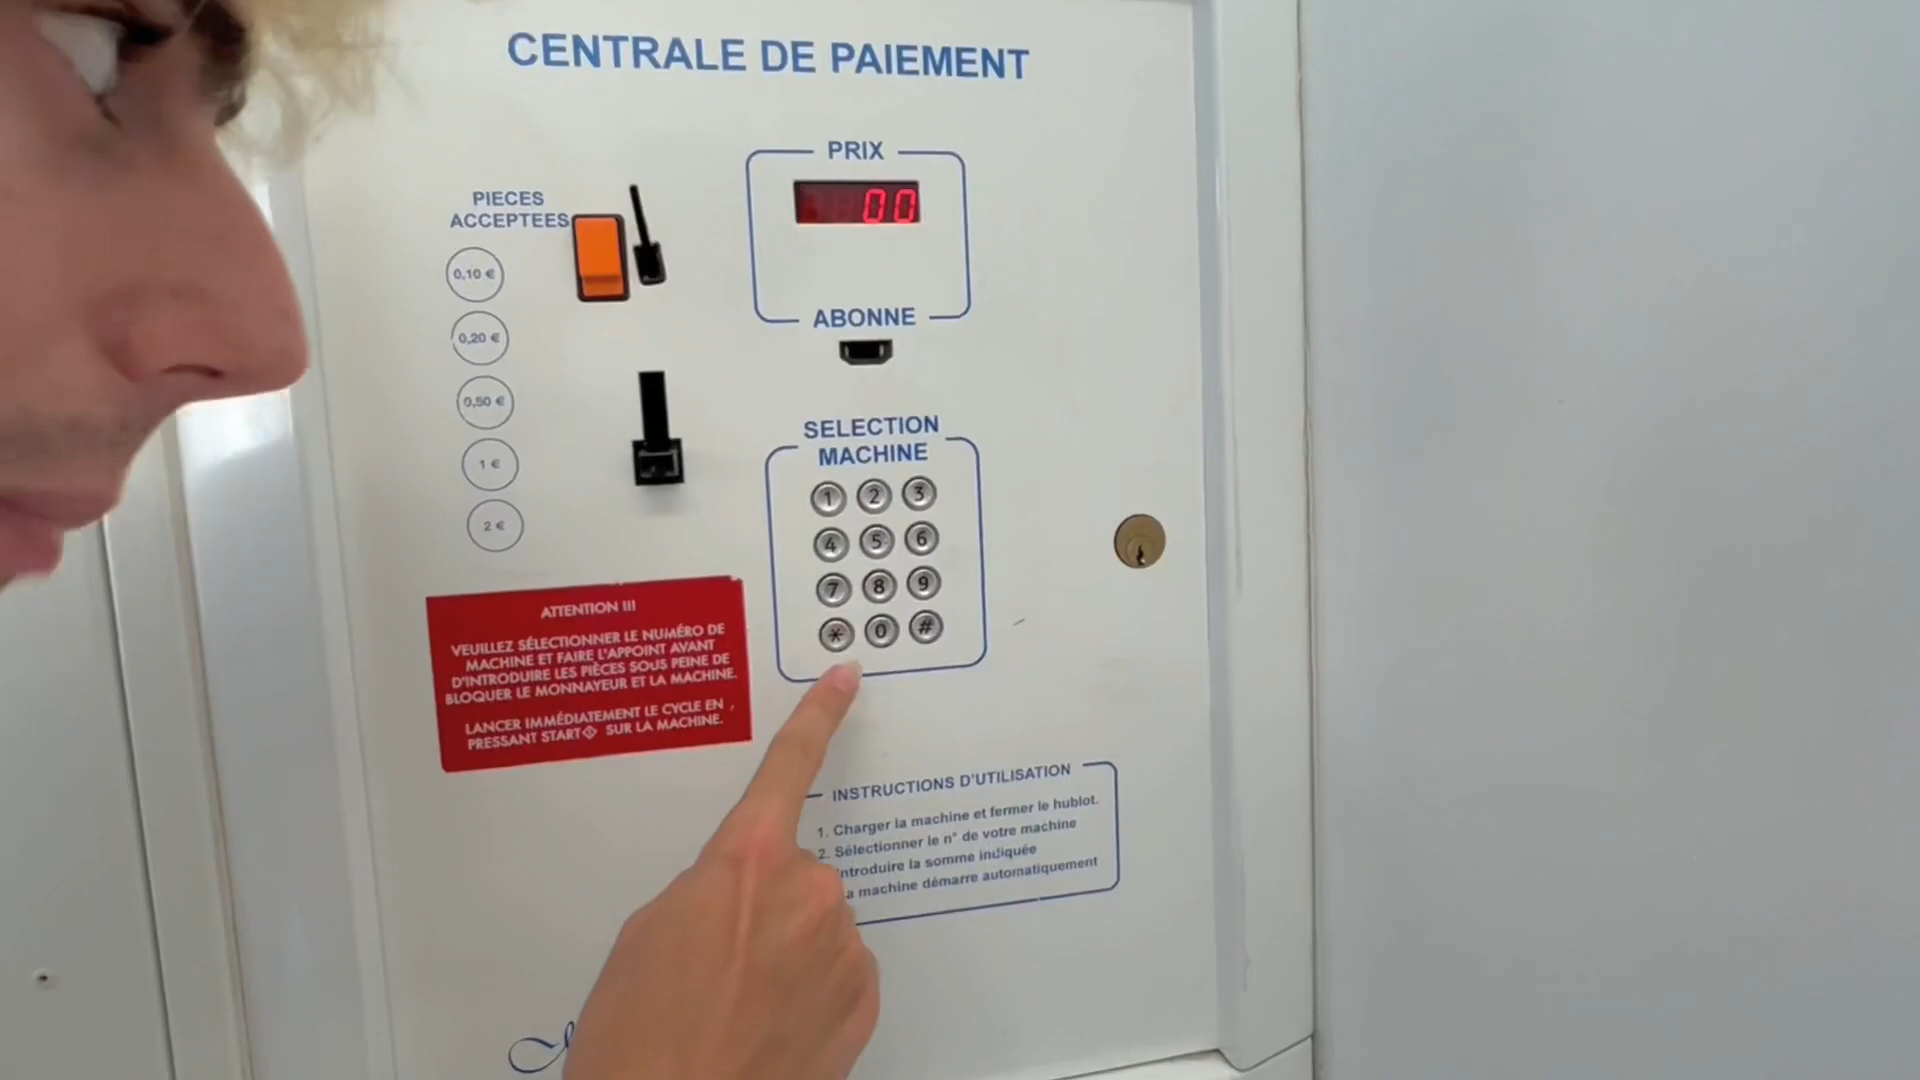 CENTRALE DE PAIEMENT
PRIX
00
PIECES
ACCEPTEES
0,10 €
0,20 €
0,50 €
1 €
2 €
ABONNE
SELECTION
MACHINE
1 2 3
4 5 6
7 8 9
* 0 #
ATTENTION !!!
VEUILLEZ SÉLECTIONNER LE NUMÉRO DE
MACHINE ET FAIRE L'APPOINT AVANT
D'INTRODUIRE LES PIÈCES SOUS PEINE DE
BLOQUER LE MONNAYEUR ET LA MACHINE.
LANCER IMMÉDIATEMENT LE CYCLE EN
PRESSANT START SUR LA MACHINE.
INSTRUCTIONS D'UTILISATION
1. Charger la machine et fermer le hublot.
2. Sélectionner le n° de votre machine
ntroduire la somme indiquée
a machine démarre automatiquement